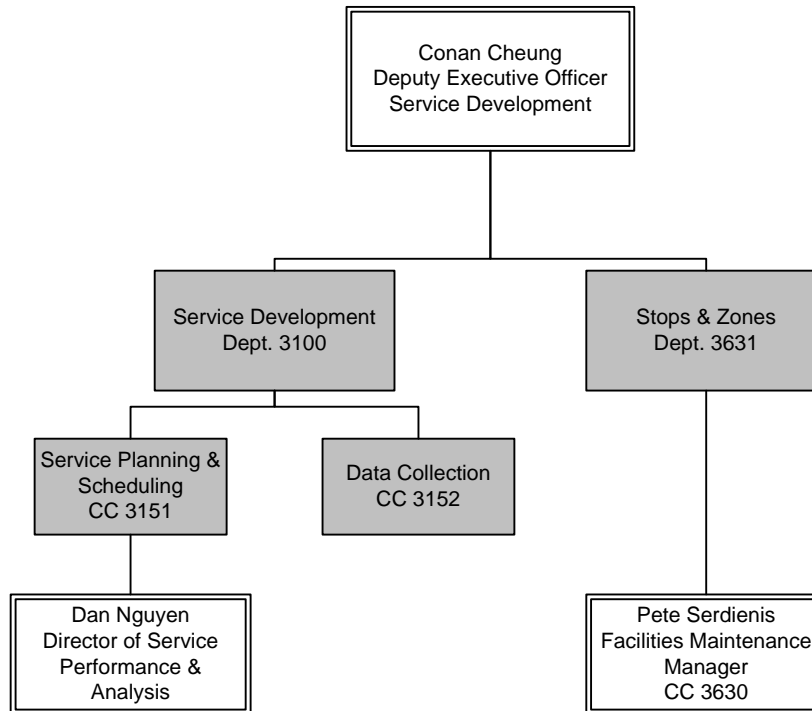 Conan Cheung
Deputy Executive Officer
Service Development
Service Development
Dept. 3100
Stops & Zones
Dept. 3631
Service Planning &
Scheduling
CC 3151
Data Collection
CC 3152
Dan Nguyen
Director of Service
Performance &
Analysis
Pete Serdienis
Facilities Maintenance
Manager
CC 3630